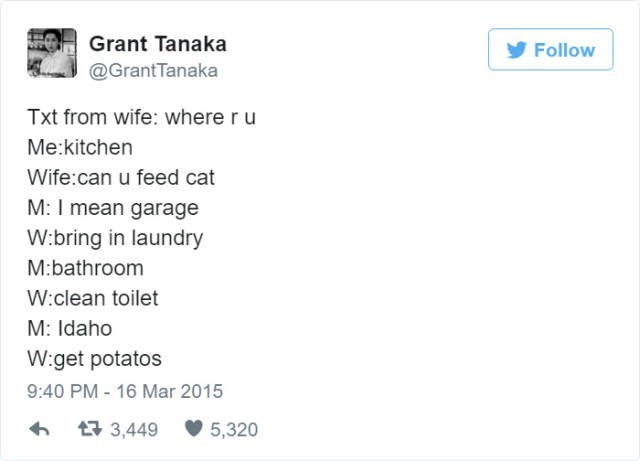 Grant Tanaka
@GrantTanaka
Follow
Txt from wife: where r u
Me:kitchen
Wife:can u feed cat
M: I mean garage
W:bring in laundry
M:bathroom
W:clean toilet
M: Idaho
W:get potatos
9:40 PM - 16 Mar 2015
3,449 5,320